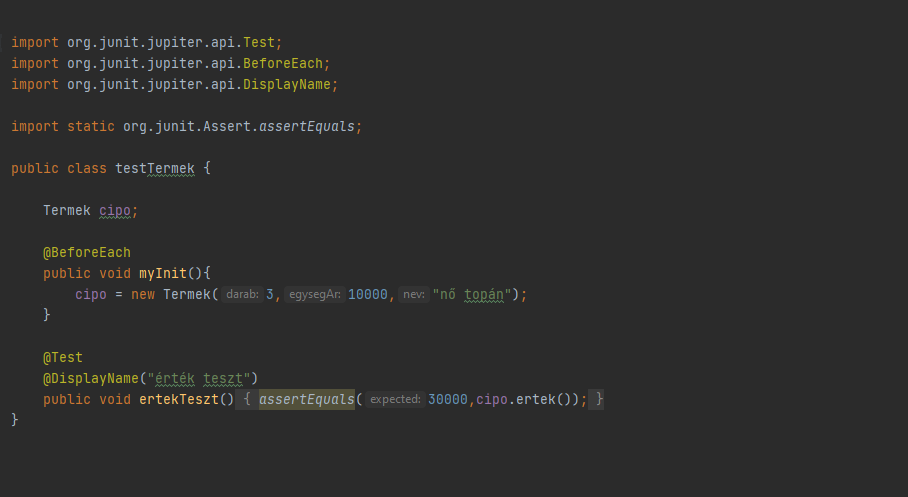 import org.junit.jupiter.api.Test;
import org.junit.jupiter.api.BeforeEach;
import org.junit.jupiter.api.DisplayName;
import static org.junit.Assert.assertEquals;
public class testTermek {
Termek cipo;
@BeforeEach
public void myInit(){
cipo = new Termek( darab: 3, egysegAr: 10000, nev: "nő topán");
}
@Test
@DisplayName("érték teszt")
public void ertekTeszt() { assertEquals( expected: 30000,cipo.ertek()); }
}